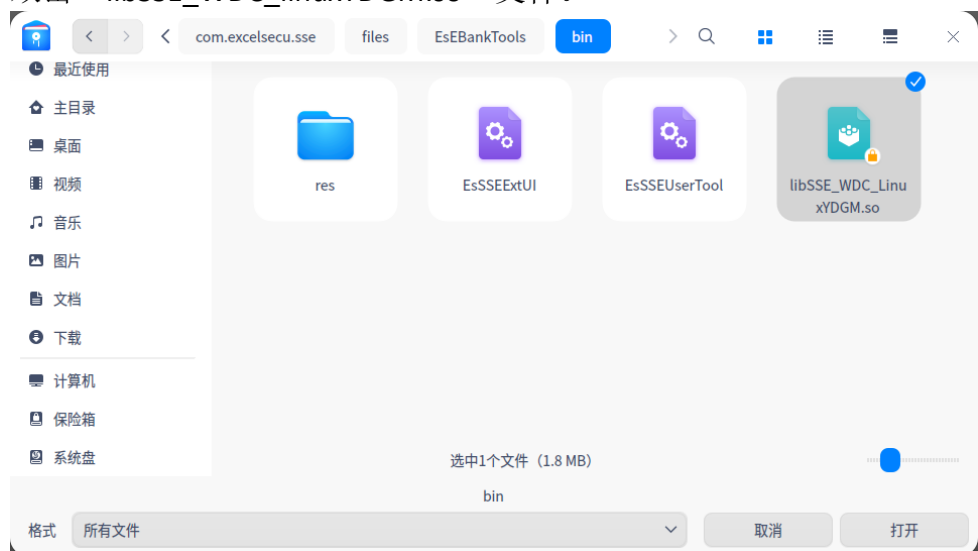 com.excelsecu.sse files EsEBankTools bin
最近使用
主目录
桌面
视频
音乐
图片
文档
下载
计算机
保险箱
系统盘
res
EsSSEExtUI
EsSSEUserTool
libSSE_WDC_Linu
xYDGM.so
选中1个文件（1.8 MB）
bin
格式 所有文件 取消 打开